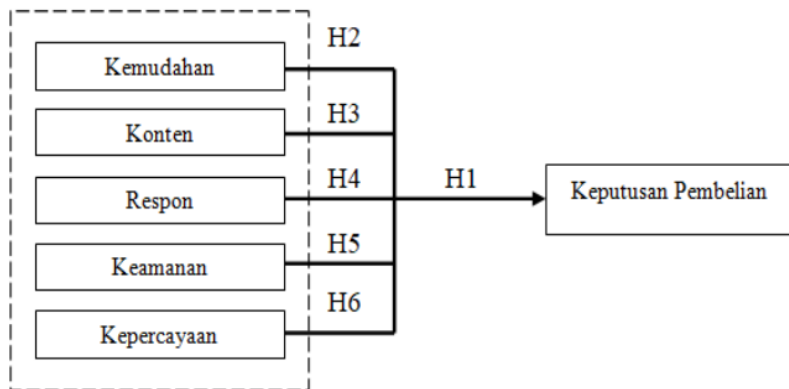 H2
Kemudahan
H3
Konten
H4
Respon
H1
Keputusan Pembelian
H5
Keamanan
H6
Kepercayaan